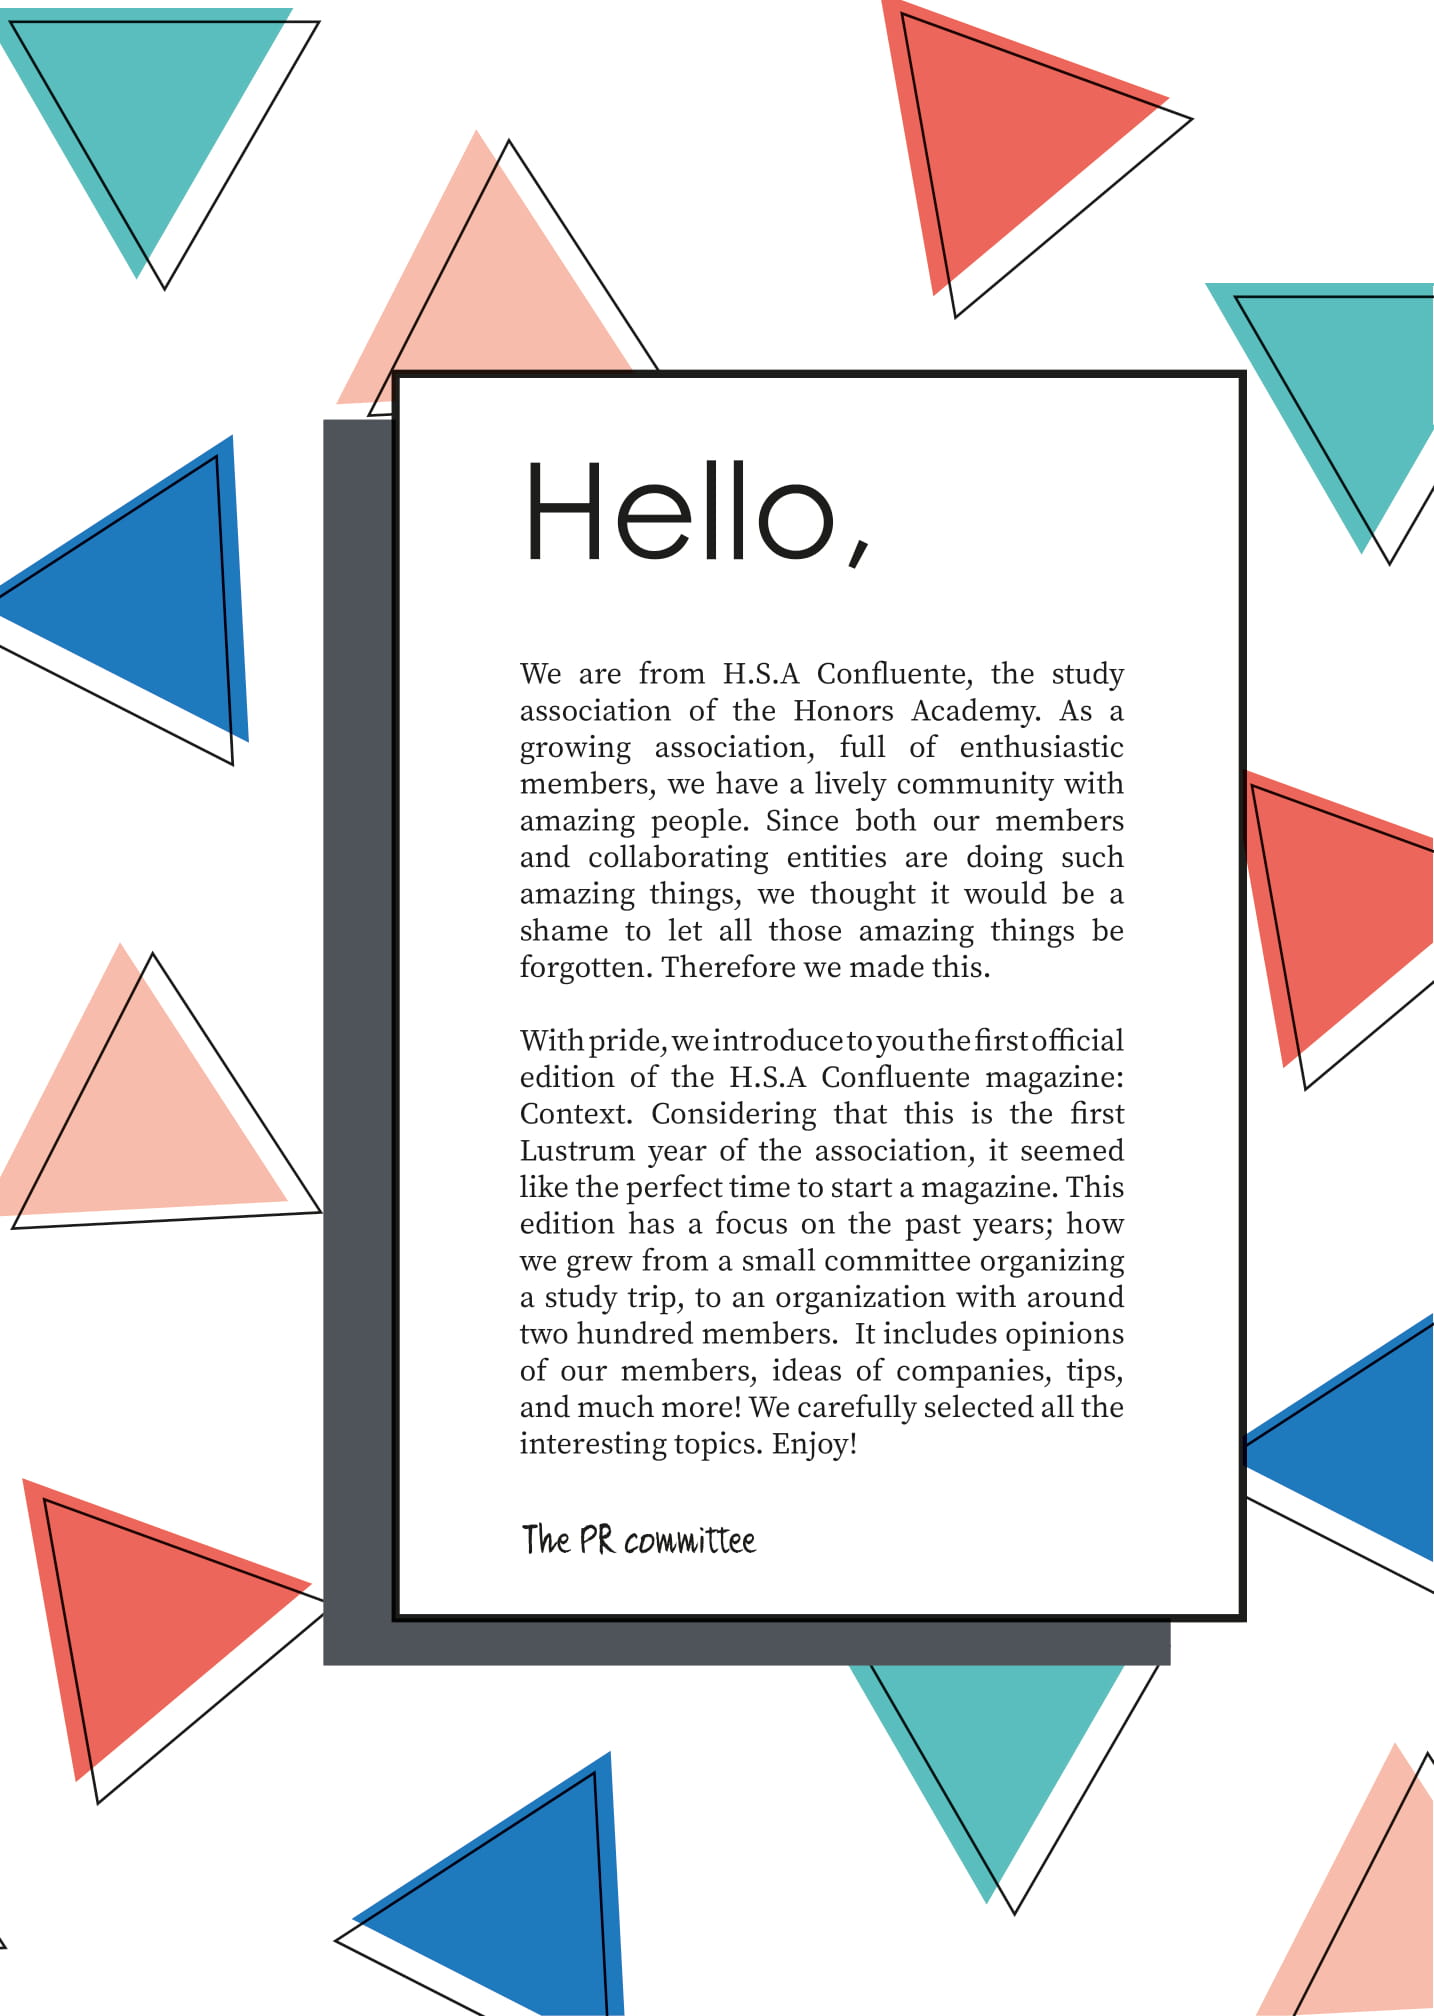 Hello,
We are from H.S.A Confluente, the study
association of the Honors Academy. As a
growing association, full of enthusiastic
members, we have a lively community with
amazing people. Since both our members
and collaborating entities are doing such
amazing things, we thought it would be a
shame to let all those amazing things be
forgotten. Therefore we made this.
With pride, we introduce to you the first official
edition of the H.S.A Confluente magazine:
Context. Considering that this is the first
Lustrum year of the association, it seemed
like the perfect time to start a magazine. This
edition has a focus on the past years; how
we grew from a small committee organizing
a study trip, to an organization with around
two hundred members. It includes opinions
of our members, ideas of companies, tips,
and much more! We carefully selected all the
interesting topics. Enjoy!
The PR committee